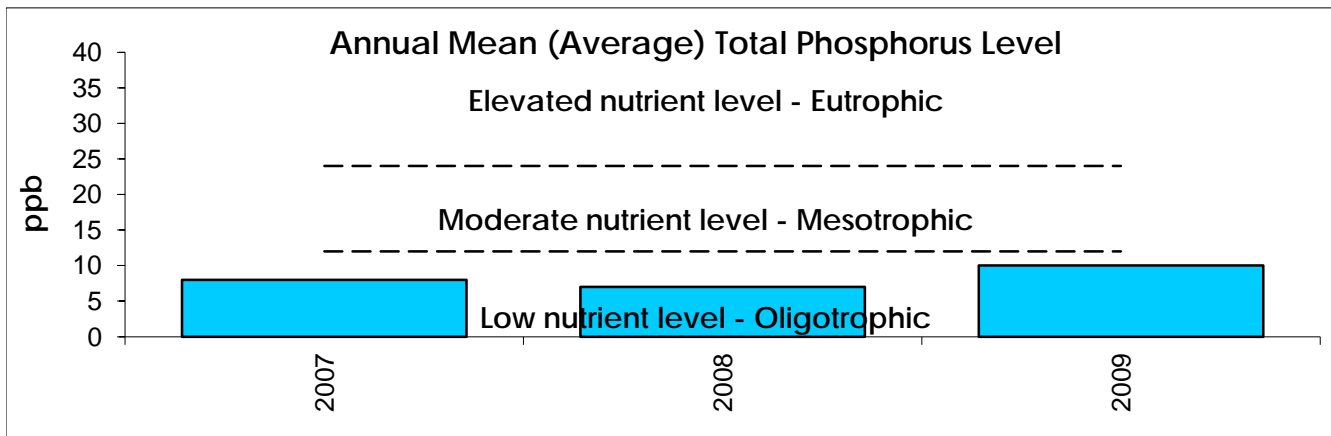 Annual Mean (Average) Total Phosphorus Level
40
35
30
25
20
15
10
5
0
ppb
Elevated nutrient level - Eutrophic
Moderate nutrient level - Mesotrophic
Low nutrient level - Oligotrophic
2007
2008
2009